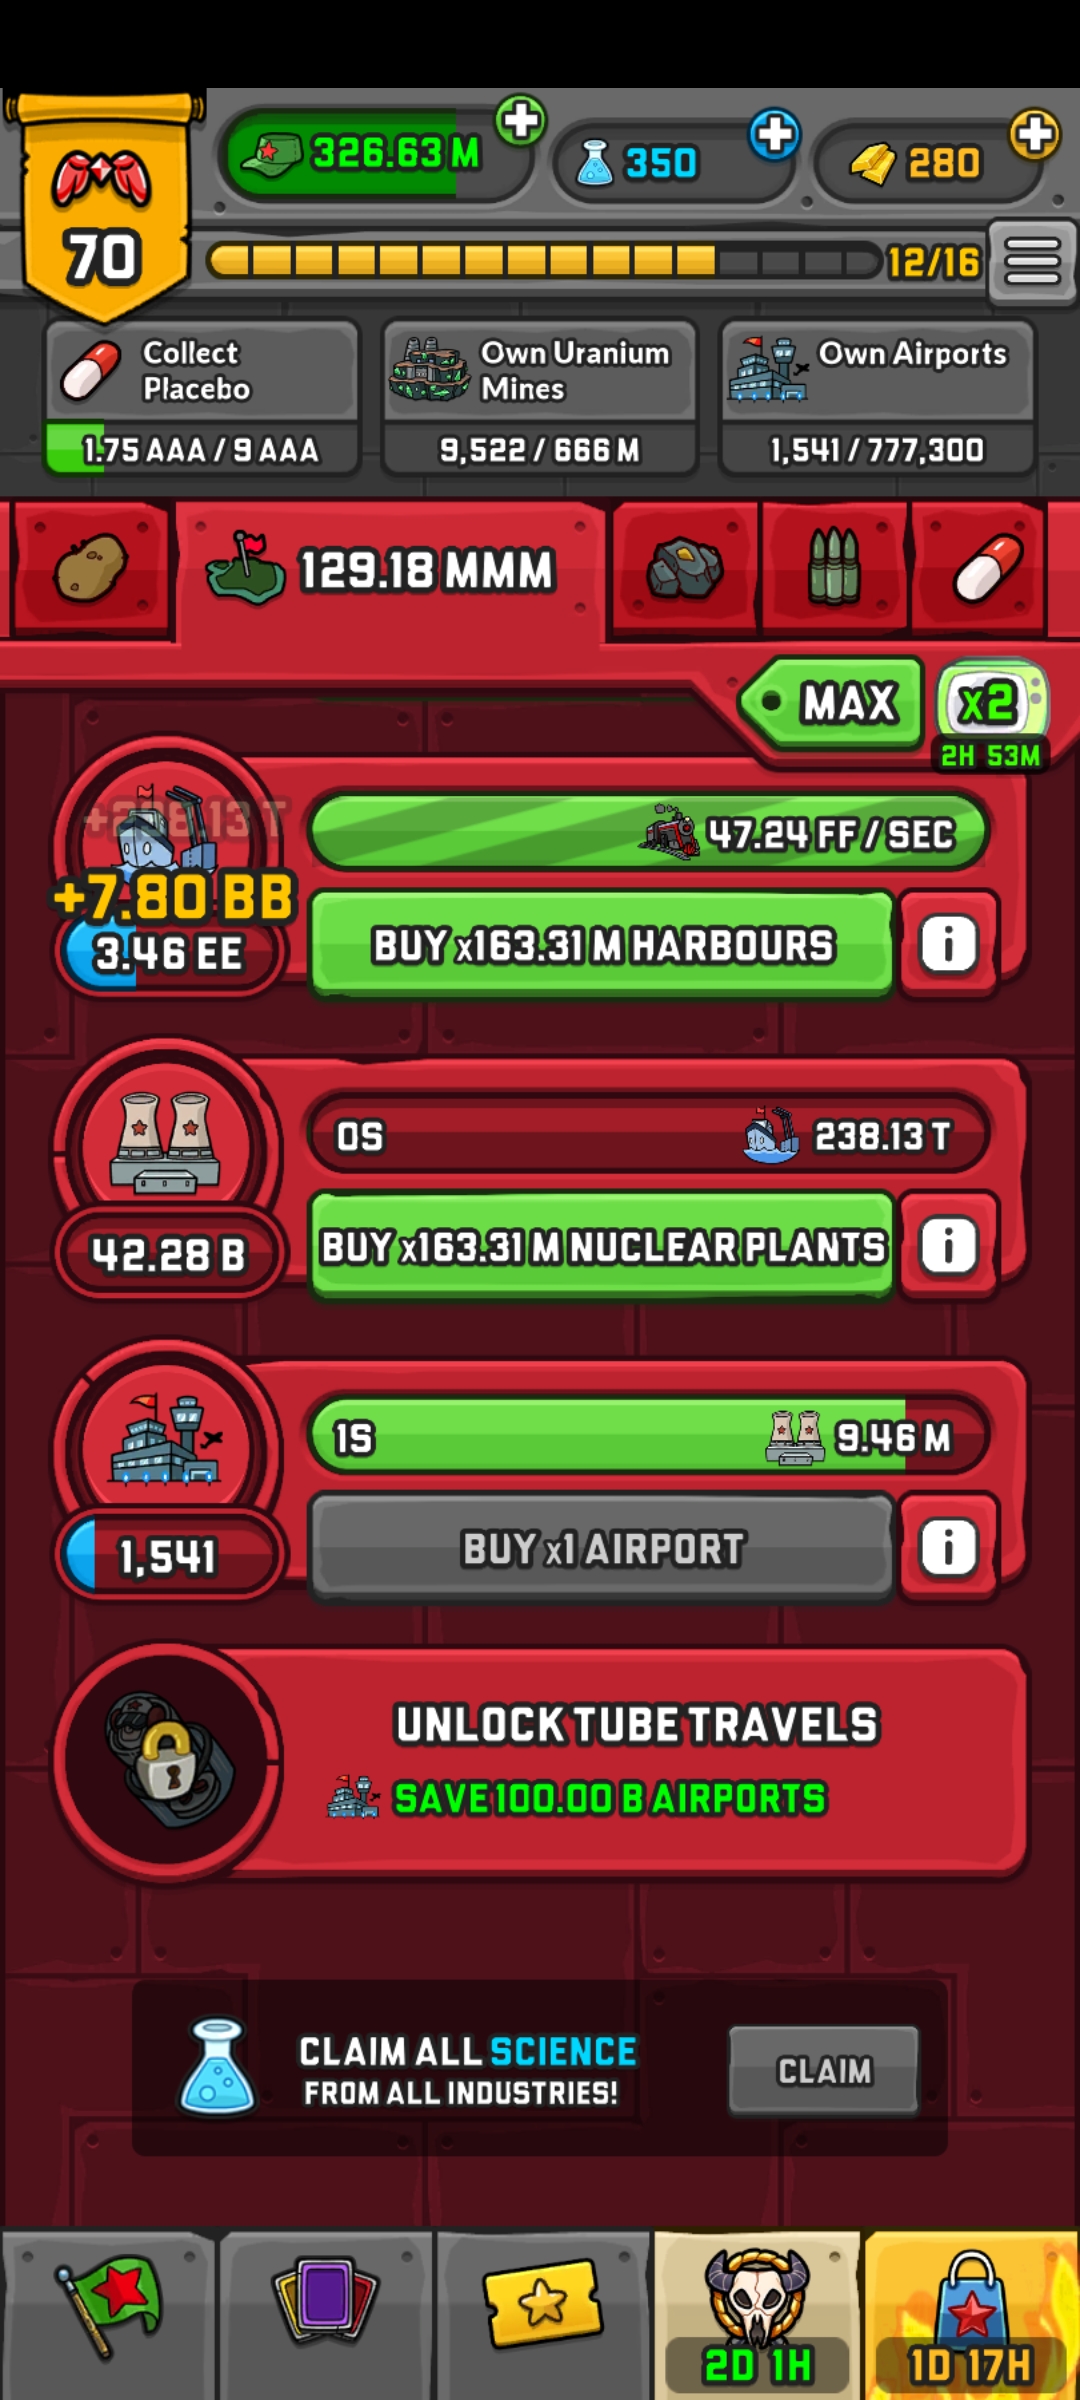 326.63 M
350
280
70
12/16
Collect
Placebo
1.75 AAA / 9 AAA
Own Uranium
Mines
9,522 / 666 M
Own Airports
1,541 / 777,300
129.18 MMM
MAX
x2
2H 53M
+238.13 T
47.24 FF / SEC
+7.80 BB
3.46 EE
BUY x163.31 M HARBOURS
i
0S
238.13 T
42.28 B
BUY x163.31 M NUCLEAR PLANTS
i
1S
9.46 M
1,541
BUY x1 AIRPORT
i
UNLOCK TUBE TRAVELS
SAVE 100.00 B AIRPORTS
CLAIM ALL SCIENCE
FROM ALL INDUSTRIES!
CLAIM
2D 1H
1D 17H